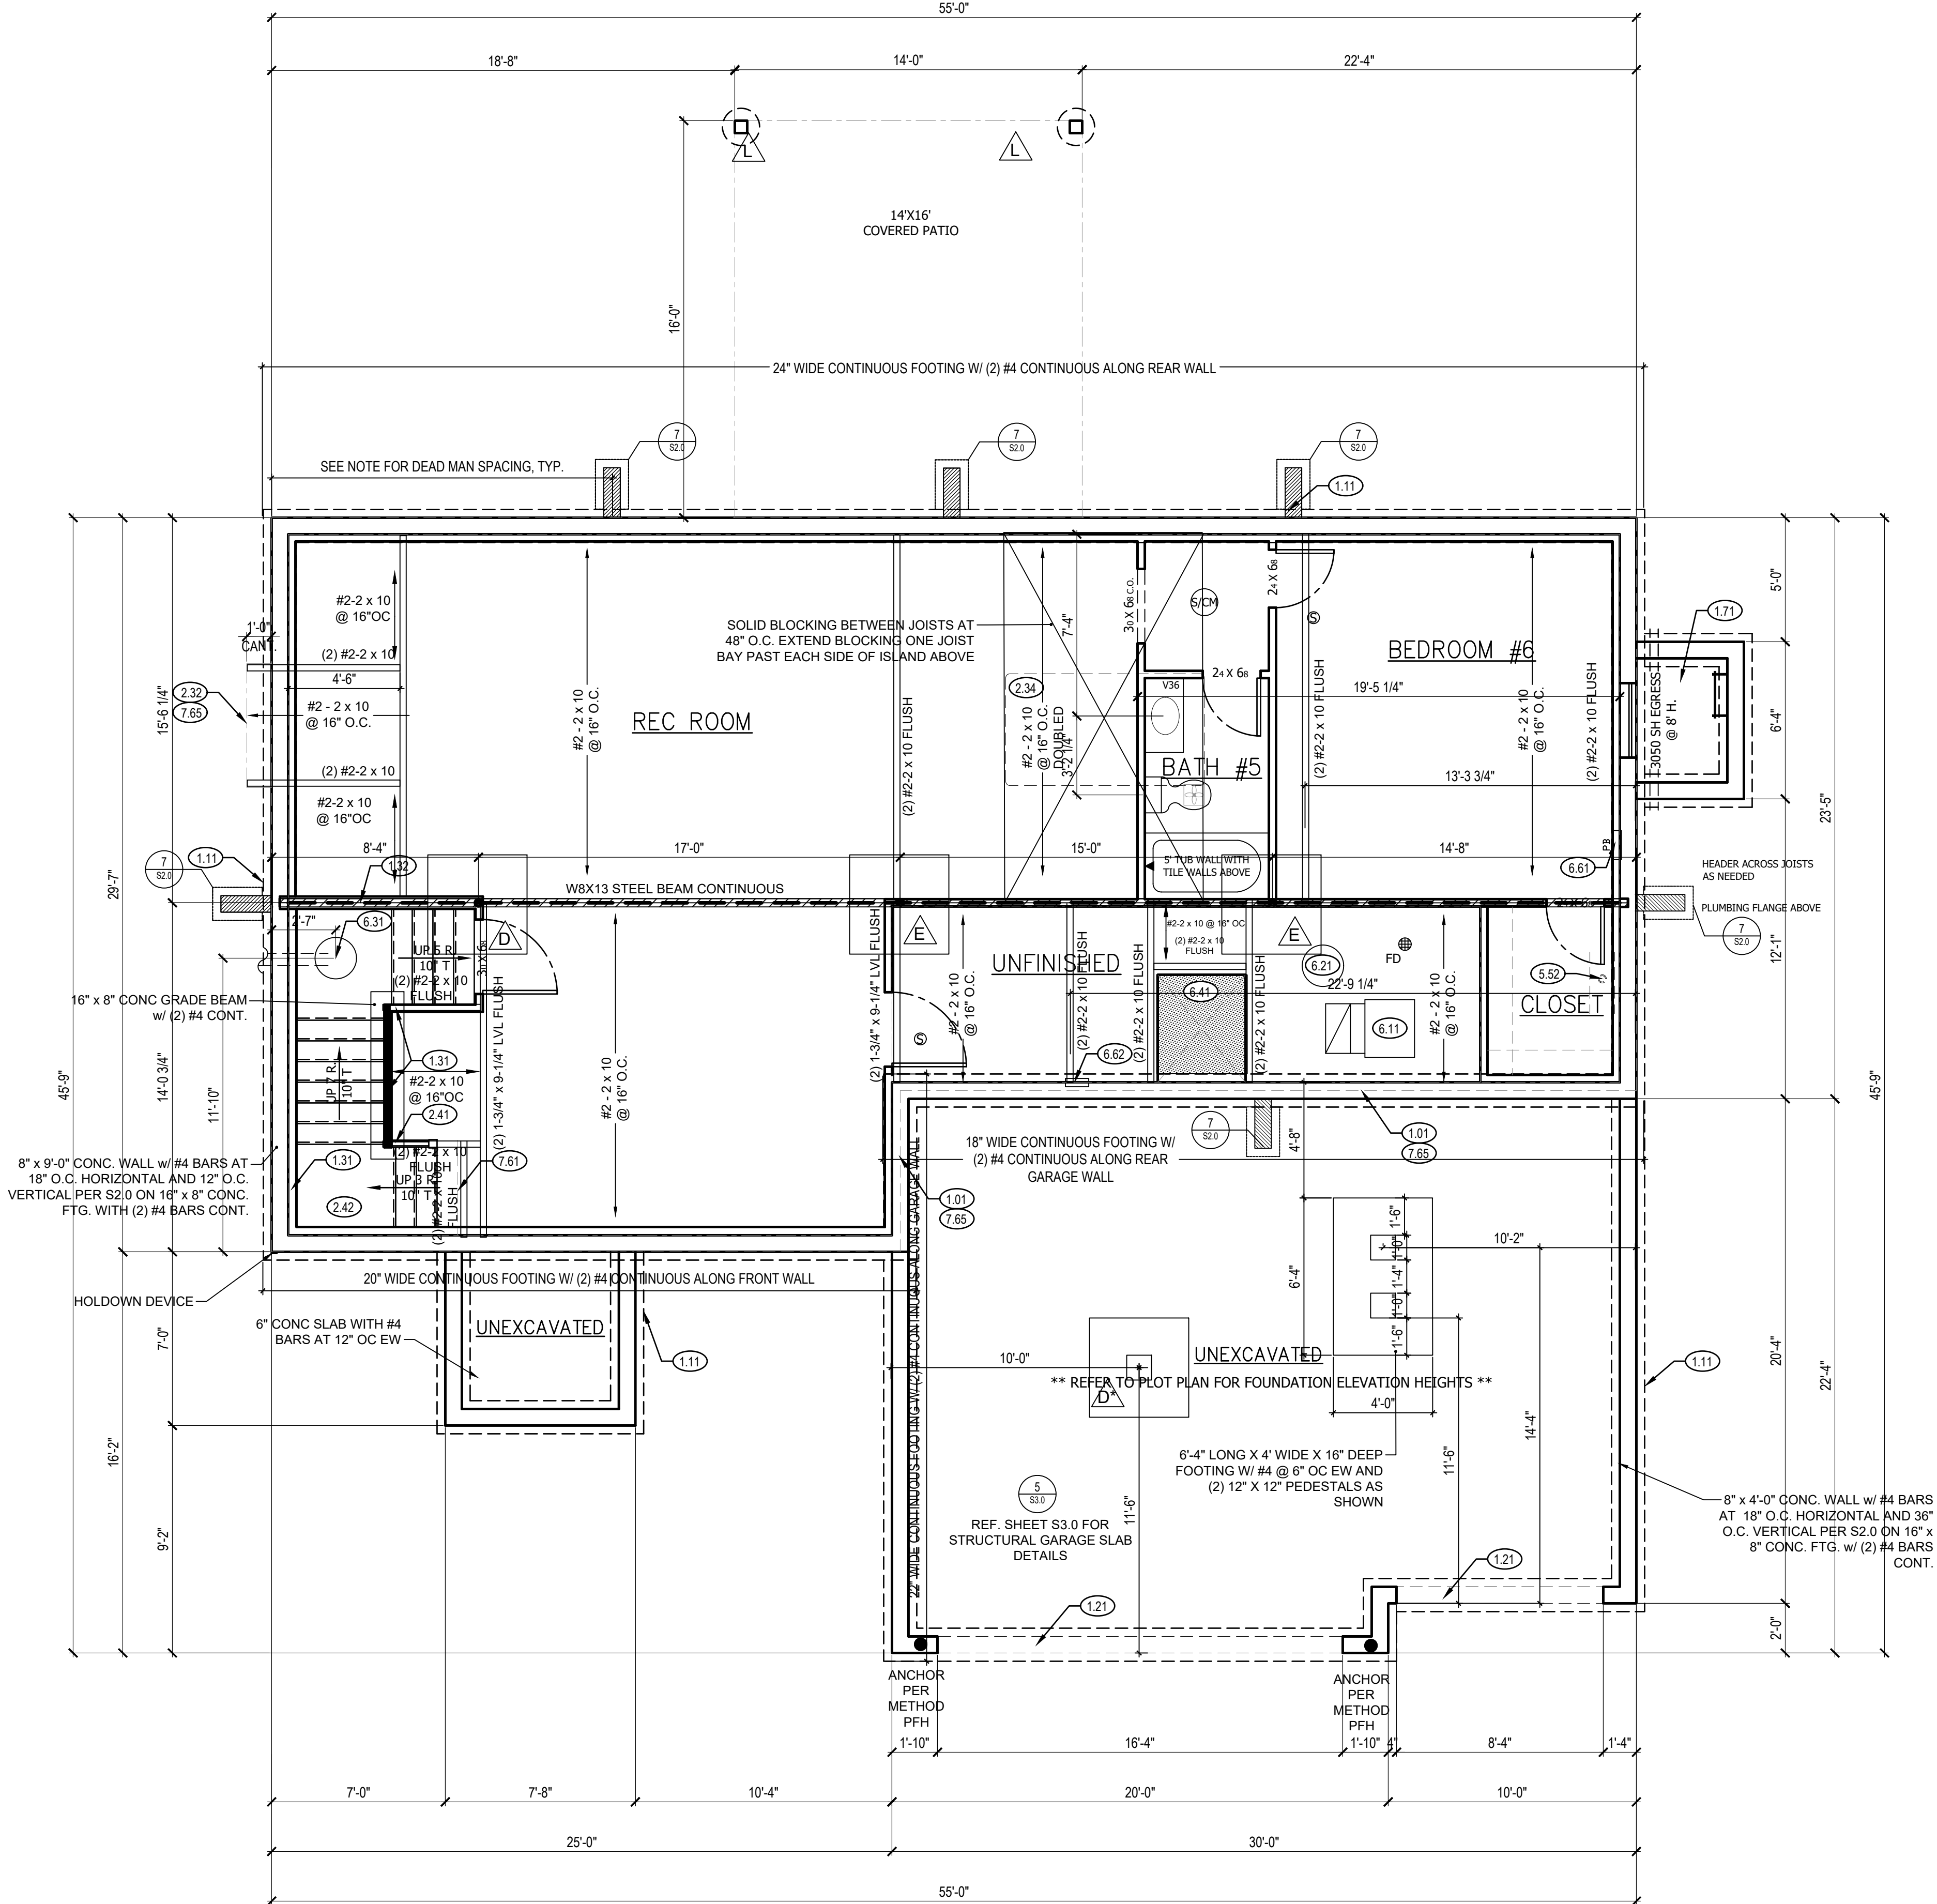 55'-0"
18'-8"
14'-0"
22'-4"
L
L
14'X16'
COVERED PATIO
16'-0"
24" WIDE CONTINUOUS FOOTING W/ (2) #4 CONTINUOUS ALONG REAR WALL
7
S2.0
7
S2.0
7
S2.0
SEE NOTE FOR DEAD MAN SPACING, TYP.
1.11
#2-2 x 10
@ 16"OC
1'-0"
CANT.
(2) #2-2 x 10
4'-6"
2.32
7.65
#2 - 2 x 10
@ 16" O.C.
(2) #2-2 x 10
#2-2 x 10
@ 16"OC
15'-6 1/4"
#2 - 2 x 10
@ 16" O.C.
REC ROOM
SOLID BLOCKING BETWEEN JOISTS AT
48" O.C. EXTEND BLOCKING ONE JOIST
BAY PAST EACH SIDE OF ISLAND ABOVE
(2) #2-2 x 10 FLUSH
2.34
#2 - 2 x 10
@ 16" O.C.
DOUBLED
7'-4"
3'-2 1/4"
30 X 68 C.O.
S/CM
24 X 68
24 X 68
V36
BATH #5
5' TUB WALL WITH
TILE WALLS ABOVE
S
BEDROOM #6
19'-5 1/4"
(2) #2-2 x 10 FLUSH
#2 - 2 x 10
@ 16" O.C.
(2) #2-2 x 10 FLUSH
13'-3 3/4"
3050 SH EGRESS
@ 8' H.
1.71
5'-0"
6'-4"
23'-5"
12'-1"
PB
6.61
HEADER ACROSS JOISTS
AS NEEDED
PLUMBING FLANGE ABOVE
7
S2.0
7
S2.0
1.11
8'-4"
1.32
17'-0"
15'-0"
14'-8"
W8X13 STEEL BEAM CONTINUOUS
29'-7"
45'-9"
45'-9"
2'-7"
6.31
UP 5 R
10" T
(2) #2-2 x 10
FLUSH
30 X 68
D
E
E
16" x 8" CONC GRADE BEAM
w/ (2) #4 CONT.
14'-0 3/4"
11'-10"
UP 7 R
10" T
1.31
#2-2 x 10
@ 16"OC
2.41
(2) 1-3/4" x 9-1/4" LVL FLUSH
#2 - 2 x 10
@ 16" O.C.
(2) 1-3/4" x 9-1/4" LVL FLUSH
S
UNFINISHED
#2 - 2 x 10
@ 16" O.C.
(2) #2-2 x 10 FLUSH
6.62
(2) #2-2 x 10 FLUSH
#2-2 x 10 @ 16" OC
(2) #2-2 x 10
FLUSH
6.41
(2) #2-2 x 10 FLUSH
6.21
22'-9 1/4"
FD
6.11
#2 - 2 x 10
@ 16" O.C.
5.52
CLOSET
8" x 9'-0" CONC. WALL w/ #4 BARS AT
18" O.C. HORIZONTAL AND 12" O.C.
VERTICAL PER S2.0 ON 16" x 8" CONC.
FTG. WITH (2) #4 BARS CONT.
1.31
2.42
(2) #2-2 x 10
FLUSH
UP 3 R
10" T
(2) #2-2 x 10
FLUSH
7.61
7
S2.0
1.01
7.65
18" WIDE CONTINUOUS FOOTING W/
(2) #4 CONTINUOUS ALONG REAR
GARAGE WALL
4'-8"
1.01
7.65
22" WIDE CONTINUOUS FOOTING W/ (2) #4 CONTINUOUS ALONG GARAGE WALL
20" WIDE CONTINUOUS FOOTING W/ (2) #4 CONTINUOUS ALONG FRONT WALL
HOLDOWN DEVICE
6" CONC SLAB WITH #4
BARS AT 12" OC EW
UNEXCAVATED
1.11
7'-0"
16'-2"
9'-2"
1'-6"
1'-0"
1'-4"
1'-0"
1'-6"
6'-4"
10'-2"
10'-0"
UNEXCAVATED
** REFER TO PLOT PLAN FOR FOUNDATION ELEVATION HEIGHTS **
D*
4'-0"
14'-4"
11'-6"
11'-6"
6'-4" LONG X 4' WIDE X 16" DEEP
FOOTING W/ #4 @ 6" OC EW AND
(2) 12" X 12" PEDESTALS AS
SHOWN
5
S3.0
REF. SHEET S3.0 FOR
STRUCTURAL GARAGE SLAB
DETAILS
1.11
20'-4"
22'-4"
8" x 4'-0" CONC. WALL w/ #4 BARS
AT 18" O.C. HORIZONTAL AND 36"
O.C. VERTICAL PER S2.0 ON 16" x
8" CONC. FTG. w/ (2) #4 BARS
CONT.
1.21
1.21
2'-0"
ANCHOR
PER
METHOD
PFH
ANCHOR
PER
METHOD
PFH
1'-10"
16'-4"
1'-10"
4"
8'-4"
1'-4"
7'-0"
7'-8"
10'-4"
20'-0"
10'-0"
25'-0"
30'-0"
55'-0"